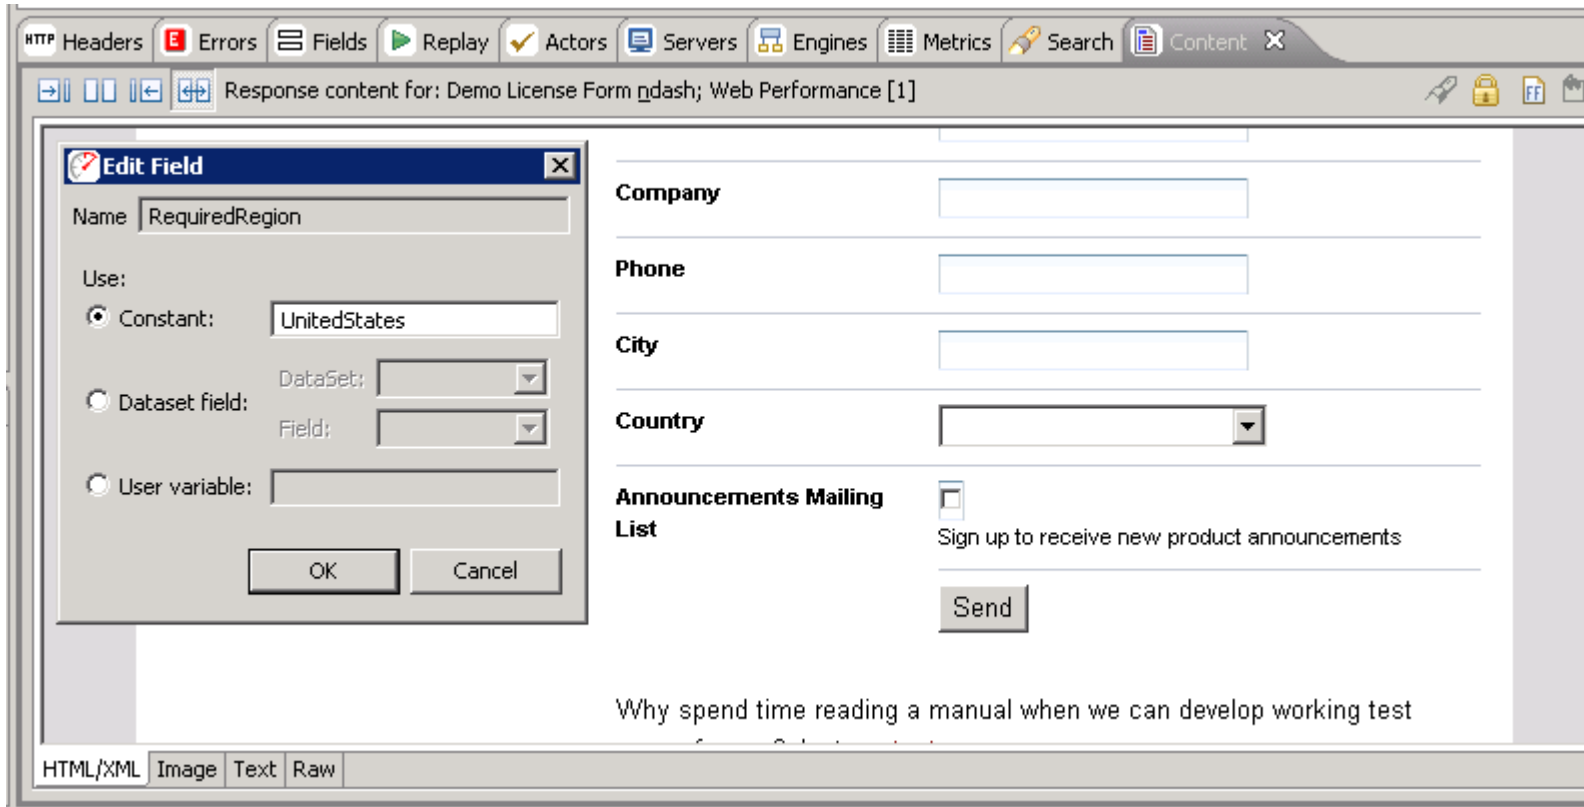 HTTP Headers E Errors Fields Replay Actors Servers Engines Metrics Search Content
Response content for: Demo License Form ndash; Web Performance [1] FF
Edit Field
Name RequiredRegion
Use:
Constant: UnitedStates
Dataset field:
DataSet:
Field:
User variable:
OK Cancel
Company
Phone
City
Country
Announcements Mailing
List
Sign up to receive new product announcements
Send
Why spend time reading a manual when we can develop working test
HTML/XML Image Text Raw